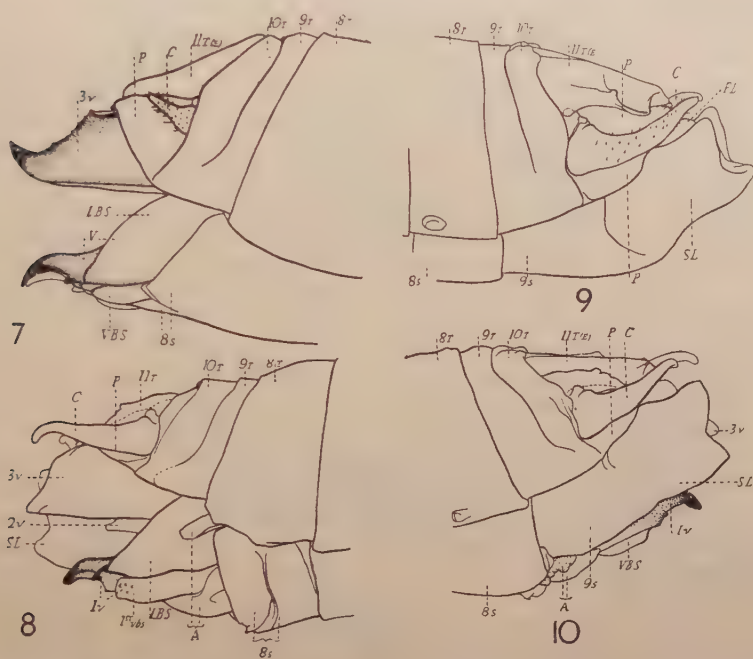 10T 9T 8T
P C 11T(E)
3v
LBS
V
VBS 8s
7
8T 9T 10T 11T(E) P C FL
8s 9s P SL
9
C P 11T 10T 9T 8T
3v
2v
SL
1v LBS A 8s
8
8T 9T 10T 11T(E) P C
3v
SL
1v
VBS
9s
A
8s
10